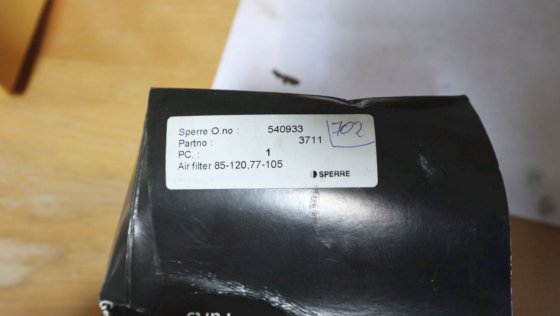 Sperre O.no : 540933
Partno : 3711
PC. : 1
Air filter 85-120,77-105
SPERRE
702